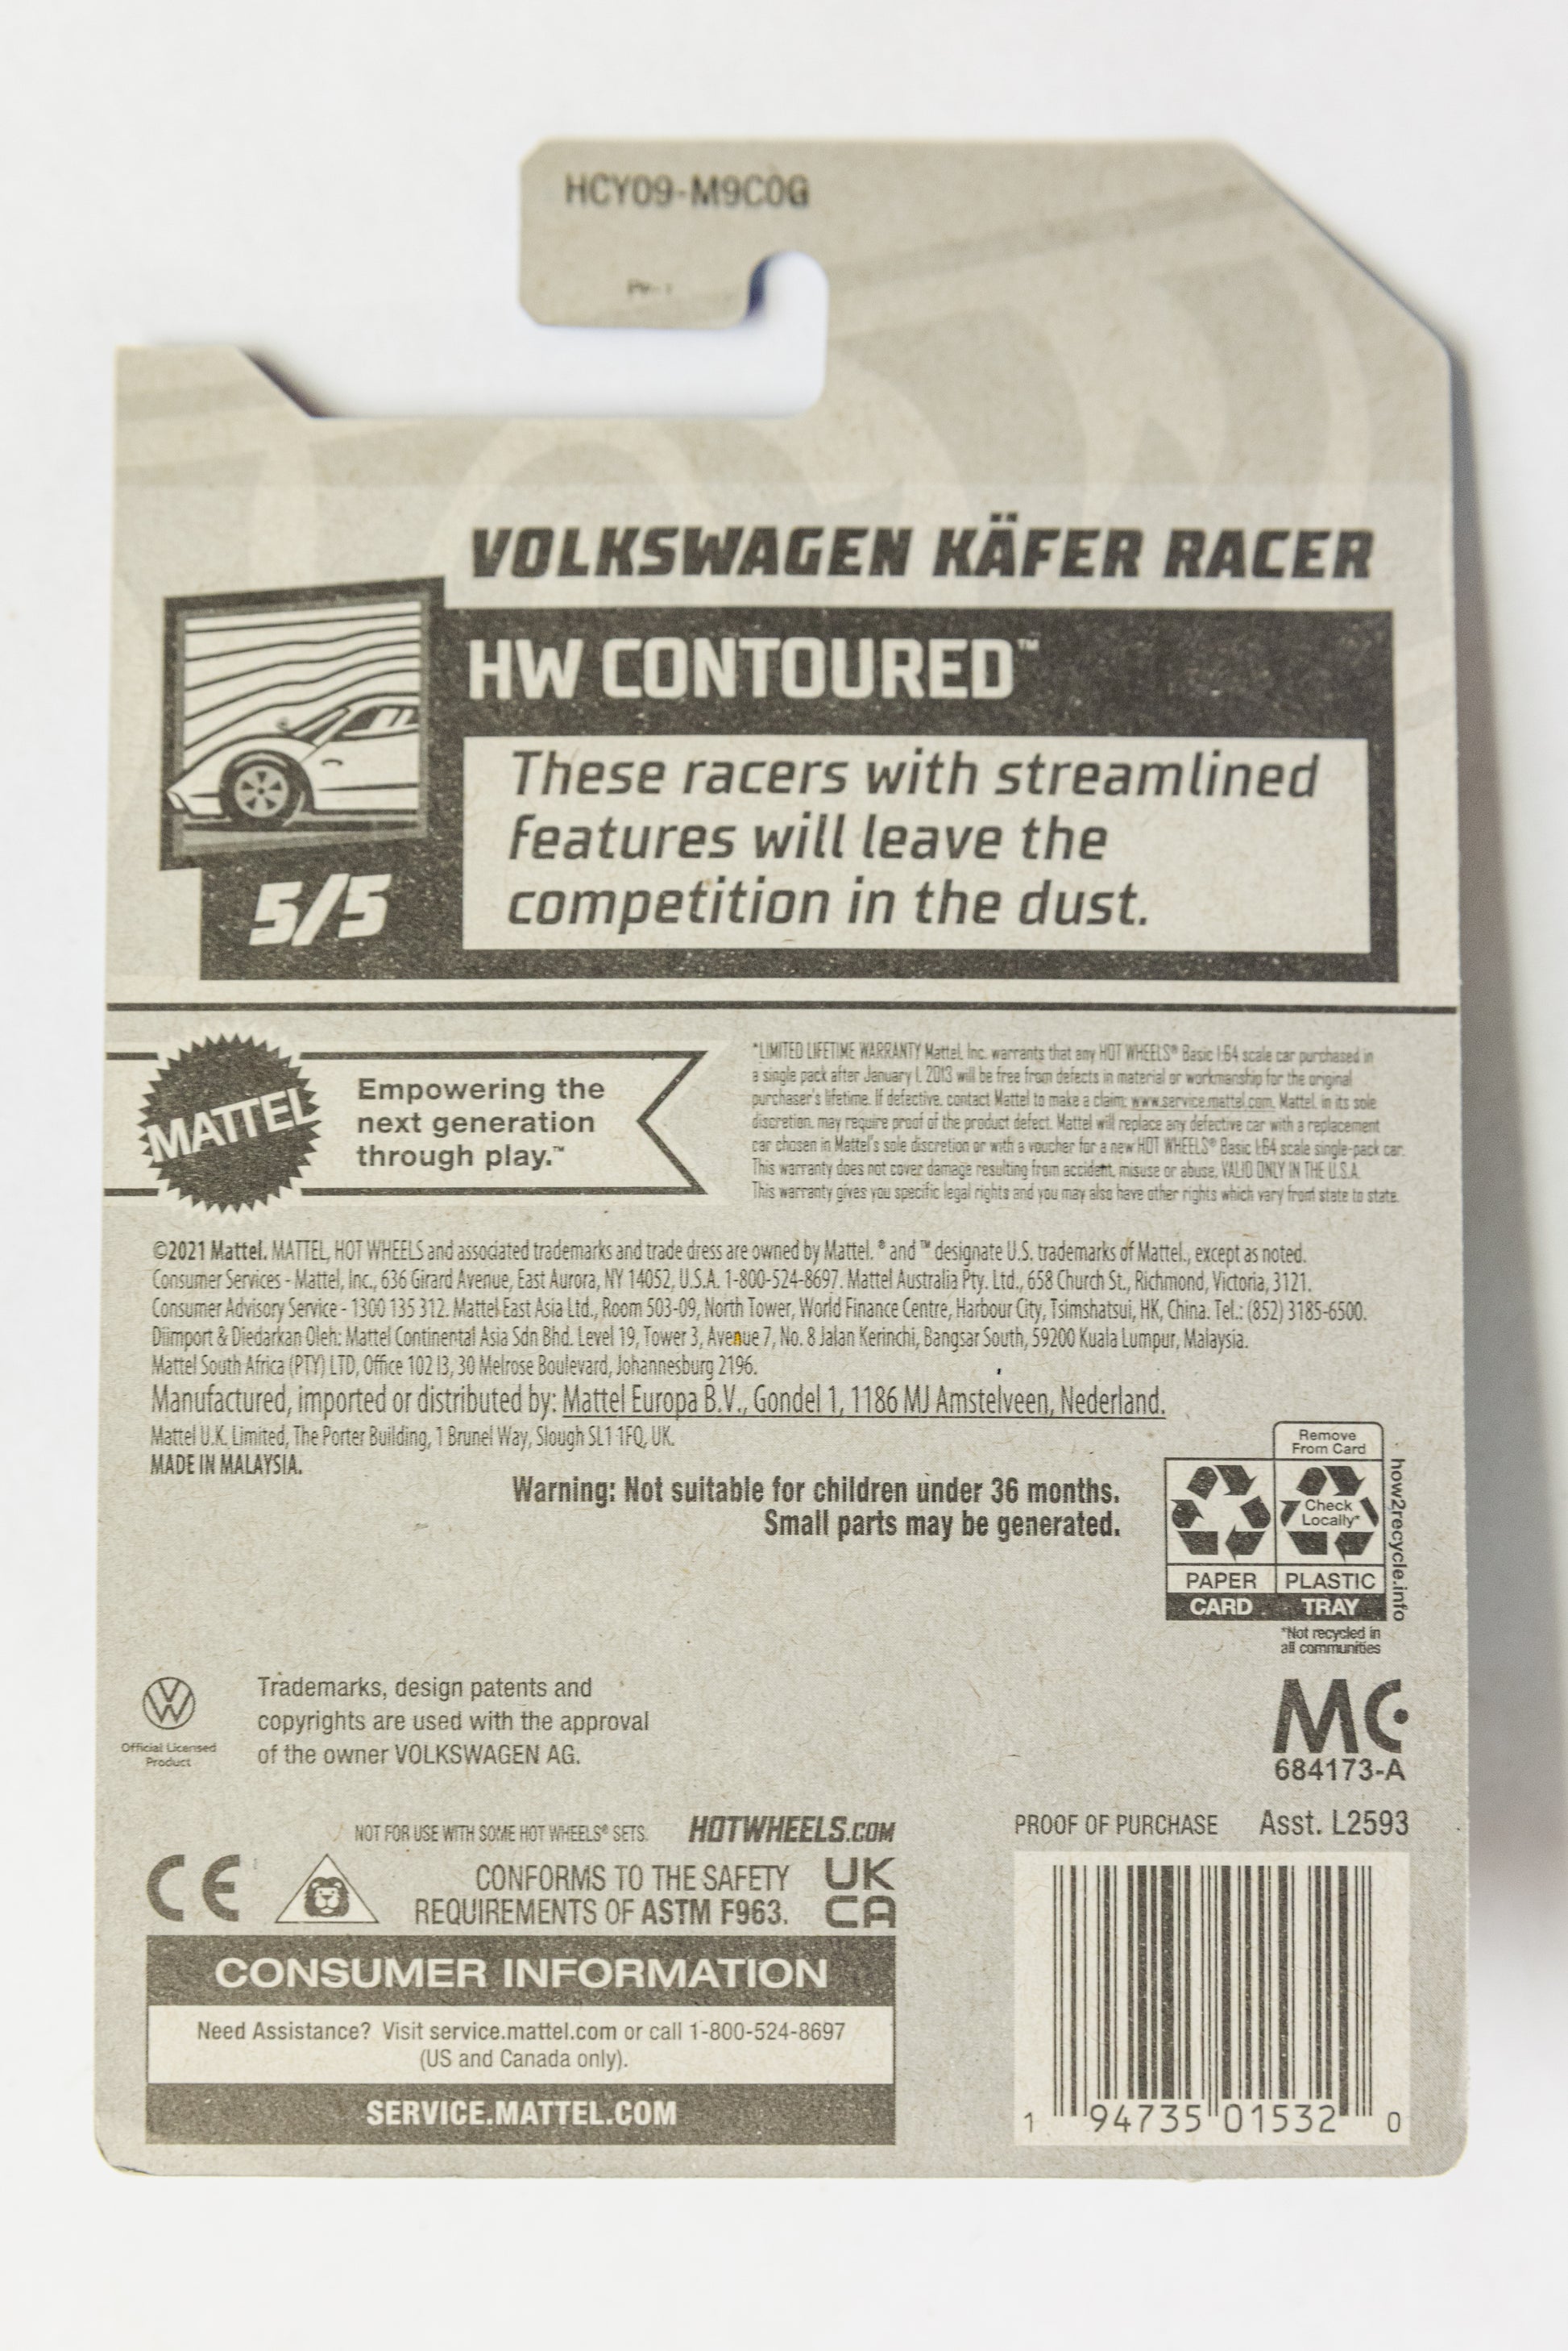 HCY09-M9C0G
VOLKSWAGEN KÄFER RACER
HW CONTOURED™
These racers with streamlined
features will leave the
competition in the dust.
5/5
MATTEL
Empowering the
next generation
through play.™
*LIMITED LIFETIME WARRANTY Mattel, Inc. warrants that any HOT WHEELS® Basic 1:64 scale car purchased in
a single pack after January 1, 2013 will be free from defects in material or workmanship for the original
purchaser's lifetime. If defective, contact Mattel to make a claim: www.service.mattel.com. Mattel, in its sole
discretion, may require proof of the product defect. Mattel will replace any defective car with a replacement
car chosen in Mattel's sole discretion or with a voucher for a new HOT WHEELS® Basic 1:64 scale single-pack car.
This warranty does not cover damage resulting from accident, misuse or abuse. VALID ONLY IN THE U.S.A.
This warranty gives you specific legal rights and you may also have other rights which vary from state to state.
©2021 Mattel. MATTEL, HOT WHEELS and associated trademarks and trade dress are owned by Mattel. ® and ™ designate U.S. trademarks of Mattel., except as noted.
Consumer Services - Mattel, Inc., 636 Girard Avenue, East Aurora, NY 14052, U.S.A. 1-800-524-8697. Mattel Australia Pty. Ltd., 658 Church St., Richmond, Victoria, 3121.
Consumer Advisory Service - 1300 135 312. Mattel East Asia Ltd., Room 503-09, North Tower, World Finance Centre, Harbour City, Tsimshatsui, HK, China. Tel.: (852) 3185-6500.
Diimport & Diedarkan Oleh: Mattel Continental Asia Sdn Bhd. Level 19, Tower 3, Avenue 7, No. 8 Jalan Kerinchi, Bangsar South, 59200 Kuala Lumpur, Malaysia.
Mattel South Africa (PTY) LTD, Office 102 I3, 30 Melrose Boulevard, Johannesburg 2196.
Manufactured, imported or distributed by: Mattel Europa B.V., Gondel 1, 1186 MJ Amstelveen, Nederland.
Mattel U.K. Limited, The Porter Building, 1 Brunel Way, Slough SL1 1FQ, UK.
MADE IN MALAYSIA.
Warning: Not suitable for children under 36 months.
Small parts may be generated.
Remove
From Card
Check
Locally*
PAPER PLASTIC
CARD TRAY
how2recycle.info
*Not recycled in
all communities
VW
Official Licensed
Product
Trademarks, design patents and
copyrights are used with the approval
of the owner VOLKSWAGEN AG.
MC
684173-A
NOT FOR USE WITH SOME HOT WHEELS® SETS.
HOTWHEELS.COM
PROOF OF PURCHASE Asst. L2593
CE
CONFORMS TO THE SAFETY
REQUIREMENTS OF ASTM F963.
UK
CA
CONSUMER INFORMATION
Need Assistance? Visit service.mattel.com or call 1-800-524-8697
(US and Canada only).
SERVICE.MATTEL.COM
1 94735 01532 0